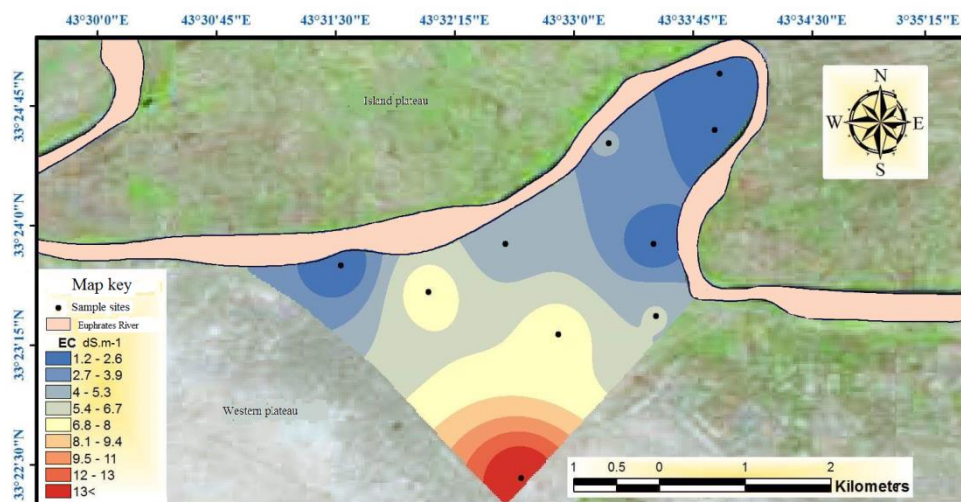 43°30'0"E 43°30'45"E 43°31'30"E 43°32'15"E 43°33'0"E 43°33'45"E 43°34'30"E 3°35'15"E
33°24'45"N
33°24'0"N
33°23'15"N
33°22'30"N
Island plateau
N
W E
S
Map key
Sample sites
Euphrates River
EC dS.m-1
1.2 - 2.6
2.7 - 3.9
4 - 5.3
5.4 - 6.7
6.8 - 8
8.1 - 9.4
9.5 - 11
12 - 13
13<
Western plateau
1 0.5 0 1 2
Kilometers